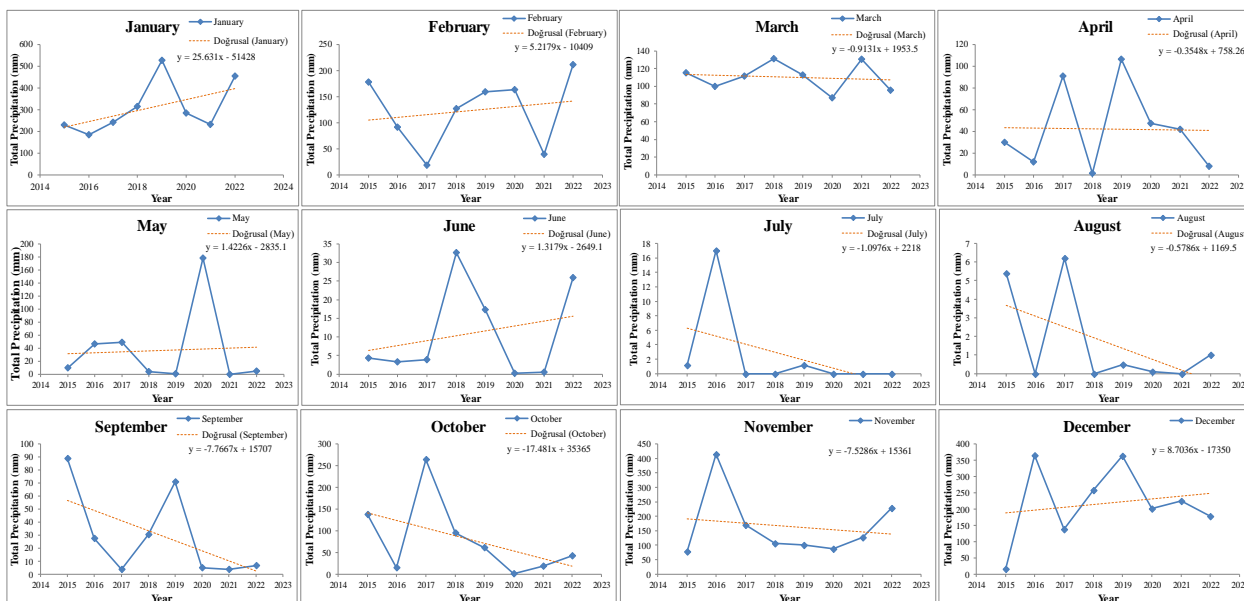 January
January
Doğrusal (January)
y = 25.631x - 51428
Total Precipitation (mm)
600
500
400
300
200
100
0
2014 2016 2018 2020 2022 2024
Year
February
February
Doğrusal (February)
y = 5.2179x - 10409
Total Precipitation (mm)
250
200
150
100
50
0
2014 2015 2016 2017 2018 2019 2020 2021 2022 2023
Year
March
March
Doğrusal (March)
y = -0.9131x + 1953.5
Total Precipitation (mm)
140
120
100
80
60
40
20
0
2014 2015 2016 2017 2018 2019 2020 2021 2022 2023
Year
April
April
Doğrusal (April)
y = -0.3548x + 758.26
Total Precipitation (mm)
120
100
80
60
40
20
0
2014 2015 2016 2017 2018 2019 2020 2021 2022 2023
Year
May
May
Doğrusal (May)
y = 1.4226x - 2835.1
Total Precipitation (mm)
200
180
160
140
120
100
80
60
40
20
0
2014 2015 2016 2017 2018 2019 2020 2021 2022 2023
Year
June
June
Doğrusal (June)
y = 1.3179x - 2649.1
Total Precipitation (mm)
35
30
25
20
15
10
5
0
2014 2015 2016 2017 2018 2019 2020 2021 2022 2023
Year
July
July
Doğrusal (July)
y = -1.0976x + 2218
Total Precipitation (mm)
18
16
14
12
10
8
6
4
2
0
2014 2015 2016 2017 2018 2019 2020 2021 2022 2023
Year
August
August
Doğrusal (August
y = -0.5786x + 1169.5
Total Precipitation (mm)
7
6
5
4
3
2
1
0
2014 2015 2016 2017 2018 2019 2020 2021 2022 2023
Year
September
September
Doğrusal (September)
y = -7.7667x + 15707
Total Precipitation (mm)
100
90
80
70
60
50
40
30
20
10
0
2014 2015 2016 2017 2018 2019 2020 2021 2022 2023
Year
October
October
Doğrusal (October)
y = -17.481x + 35365
Total Precipitation (mm)
300
250
200
150
100
50
0
2014 2015 2016 2017 2018 2019 2020 2021 2022 2023
Year
November
November
y = -7.5286x + 15361
Total Precipitation (mm)
450
400
350
300
250
200
150
100
50
0
2014 2015 2016 2017 2018 2019 2020 2021 2022 2023
Year
December
December
y = 8.7036x - 17350
Total Precipitation (mm)
400
350
300
250
200
150
100
50
0
2014 2015 2016 2017 2018 2019 2020 2021 2022 2023
Year